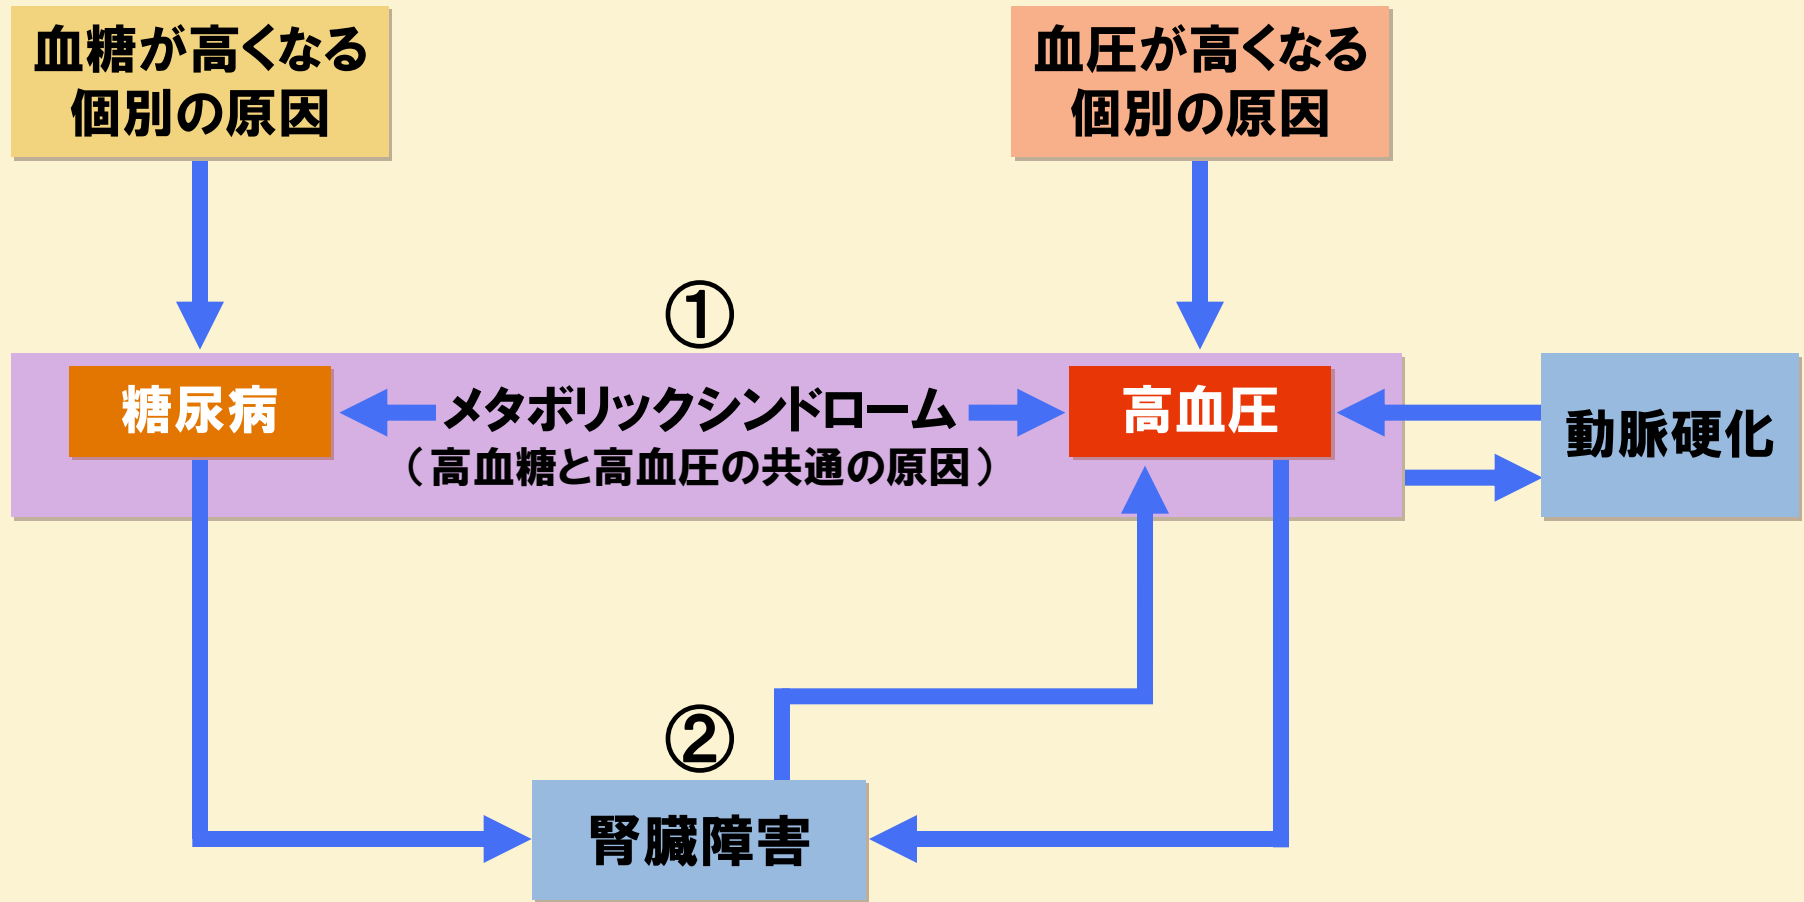 血糖が高くなる
個別の原因
血圧が高くなる
個別の原因
①
糖尿病
メタボリックシンドローム
（高血糖と高血圧の共通の原因）
高血圧
動脈硬化
②
腎臓障害